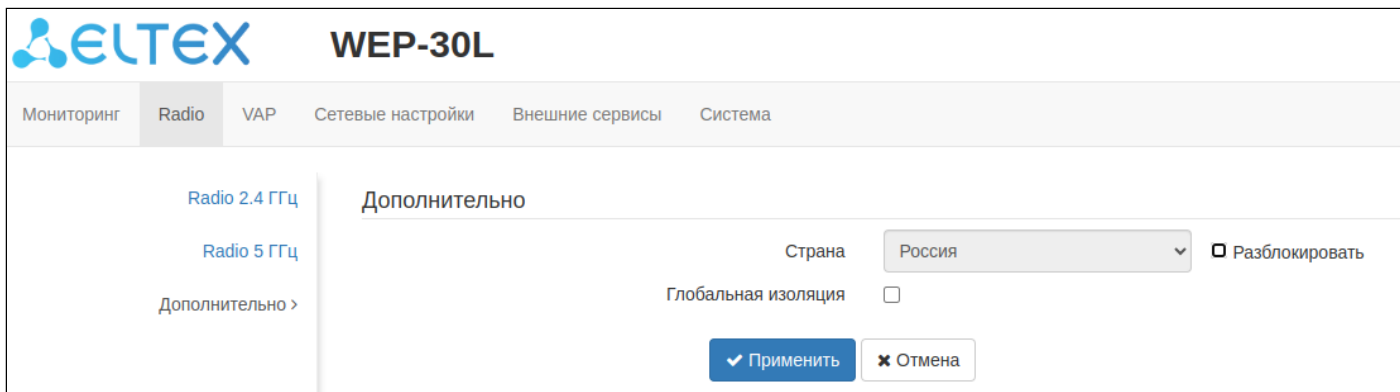 ELTEX WEP-30L
Мониторинг Radio VAP Сетевые настройки Внешние сервисы Система
Radio 2.4 ГГц
Radio 5 ГГц
Дополнительно >
Дополнительно
Страна Россия Разблокировать
Глобальная изоляция
Применить Отмена